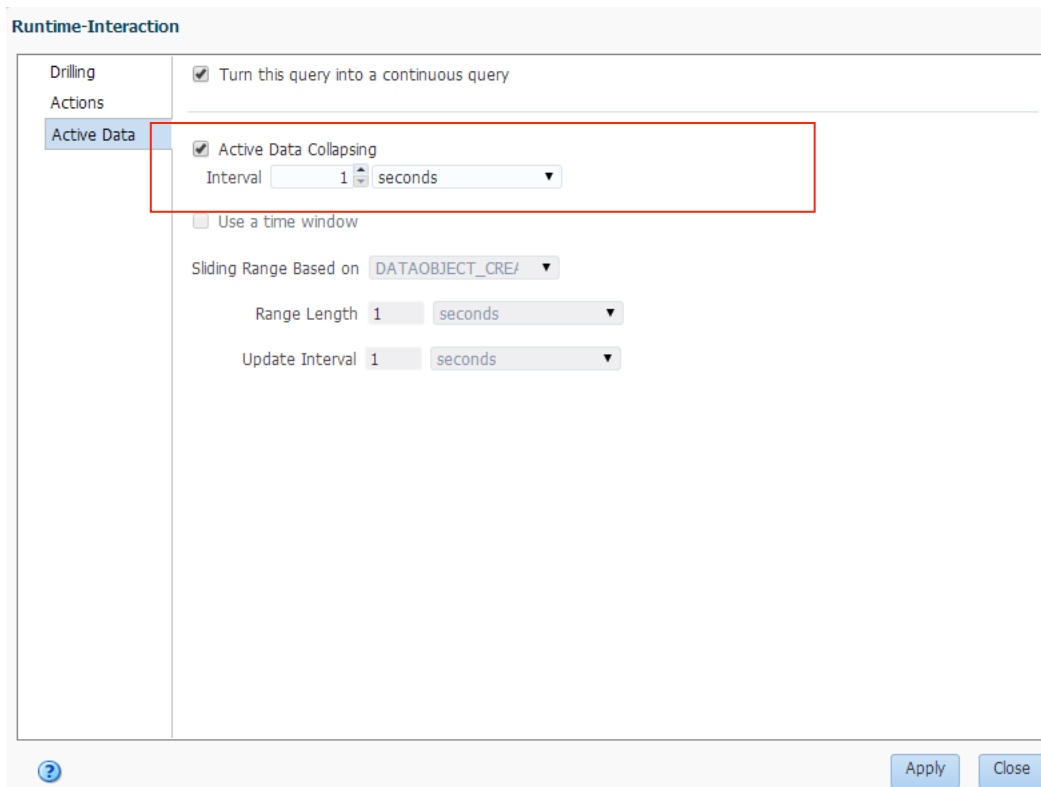 Runtime-Interaction
Drilling
Actions
Active Data
Turn this query into a continuous query
Active Data Collapsing
Interval 1 seconds
Use a time window
Sliding Range Based on DATAOBJECT_CREA
Range Length 1 seconds
Update Interval 1 seconds
? Apply Close